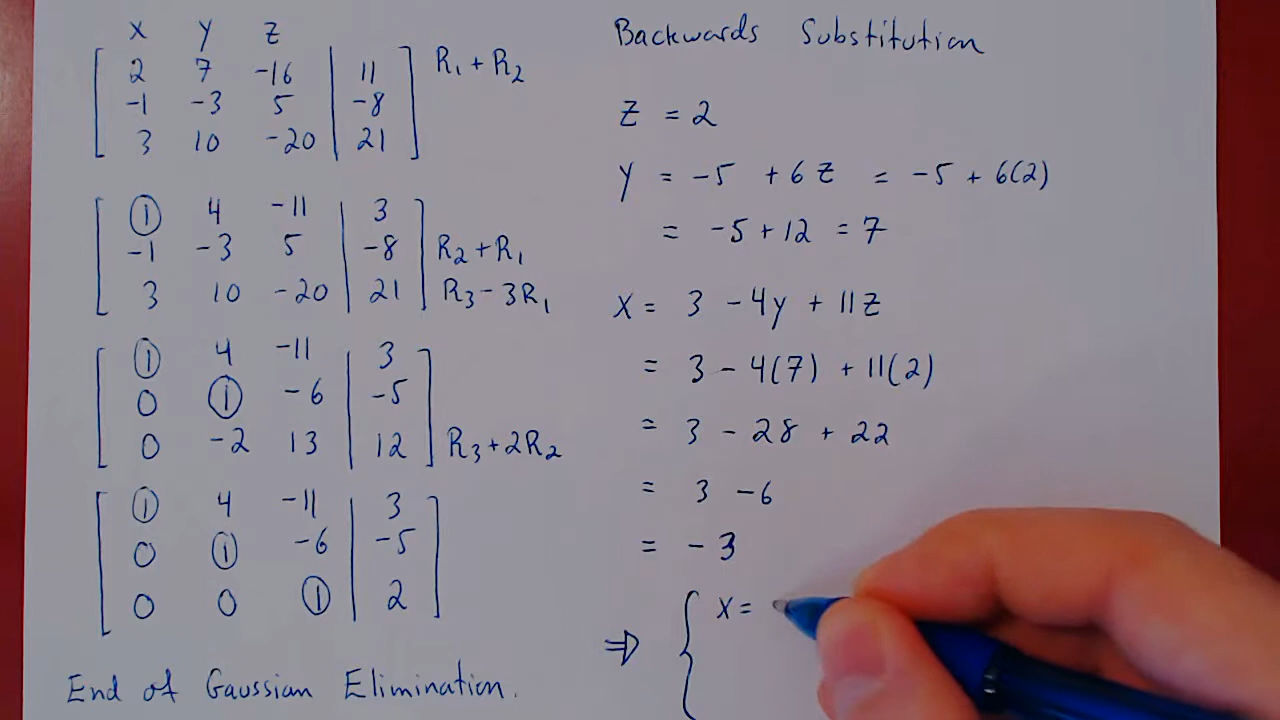 X Y Z
2 7 -16 | 11 R₁ + R₂
-1 -3 5 | -8
3 10 -20 | 21
1 4 -11 | 3
-1 -3 5 | -8 R₂ + R₁
3 10 -20 | 21 R₃ - 3R₁
1 4 -11 | 3
0 1 -6 | -5
0 -2 13 | 12 R₃ + 2R₂
1 4 -11 | 3
0 1 -6 | -5
0 0 1 | 2
End of Gaussian Elimination.
Backwards Substitution
Z = 2
Y = -5 + 6Z = -5 + 6(2)
= -5 + 12 = 7
X = 3 - 4y + 11Z
= 3 - 4(7) + 11(2)
= 3 - 28 + 22
= 3 - 6
= -3
⇒ { X =